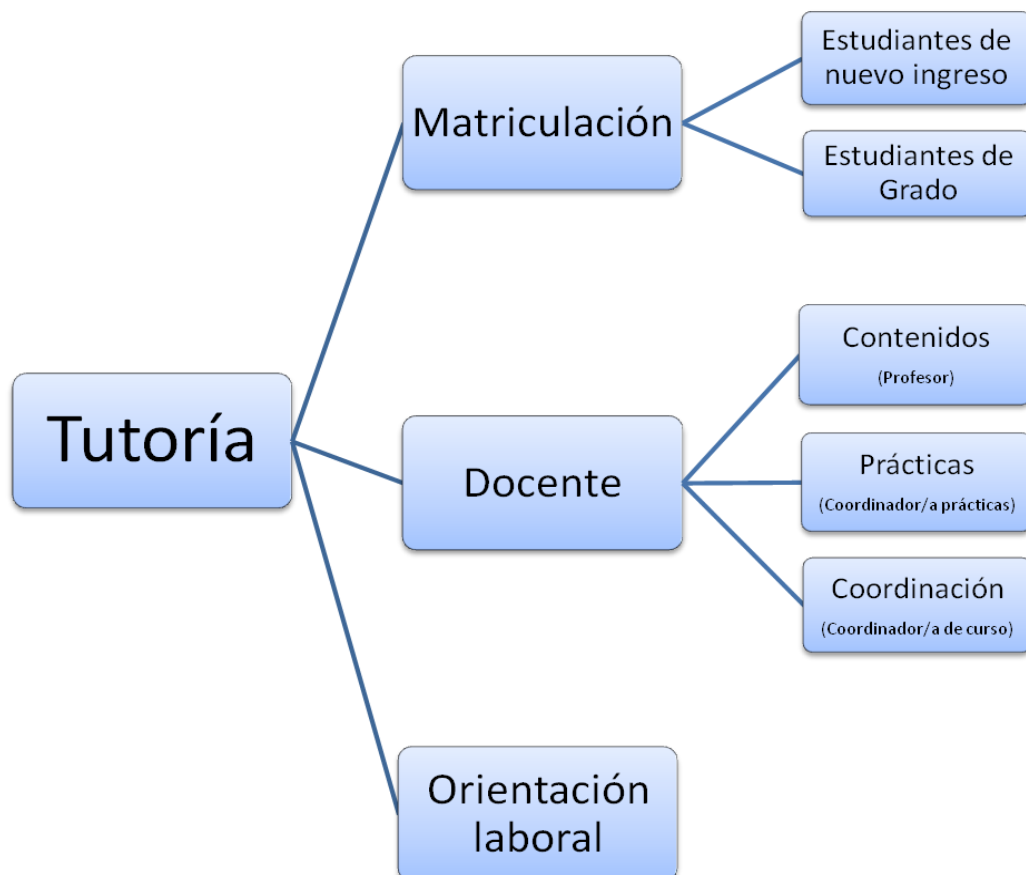 Tutoría
Matriculación
Estudiantes de
nuevo ingreso
Estudiantes de
Grado
Docente
Contenidos
(Profesor)
Prácticas
(Coordinador/a prácticas)
Coordinación
(Coordinador/a de curso)
Orientación
laboral